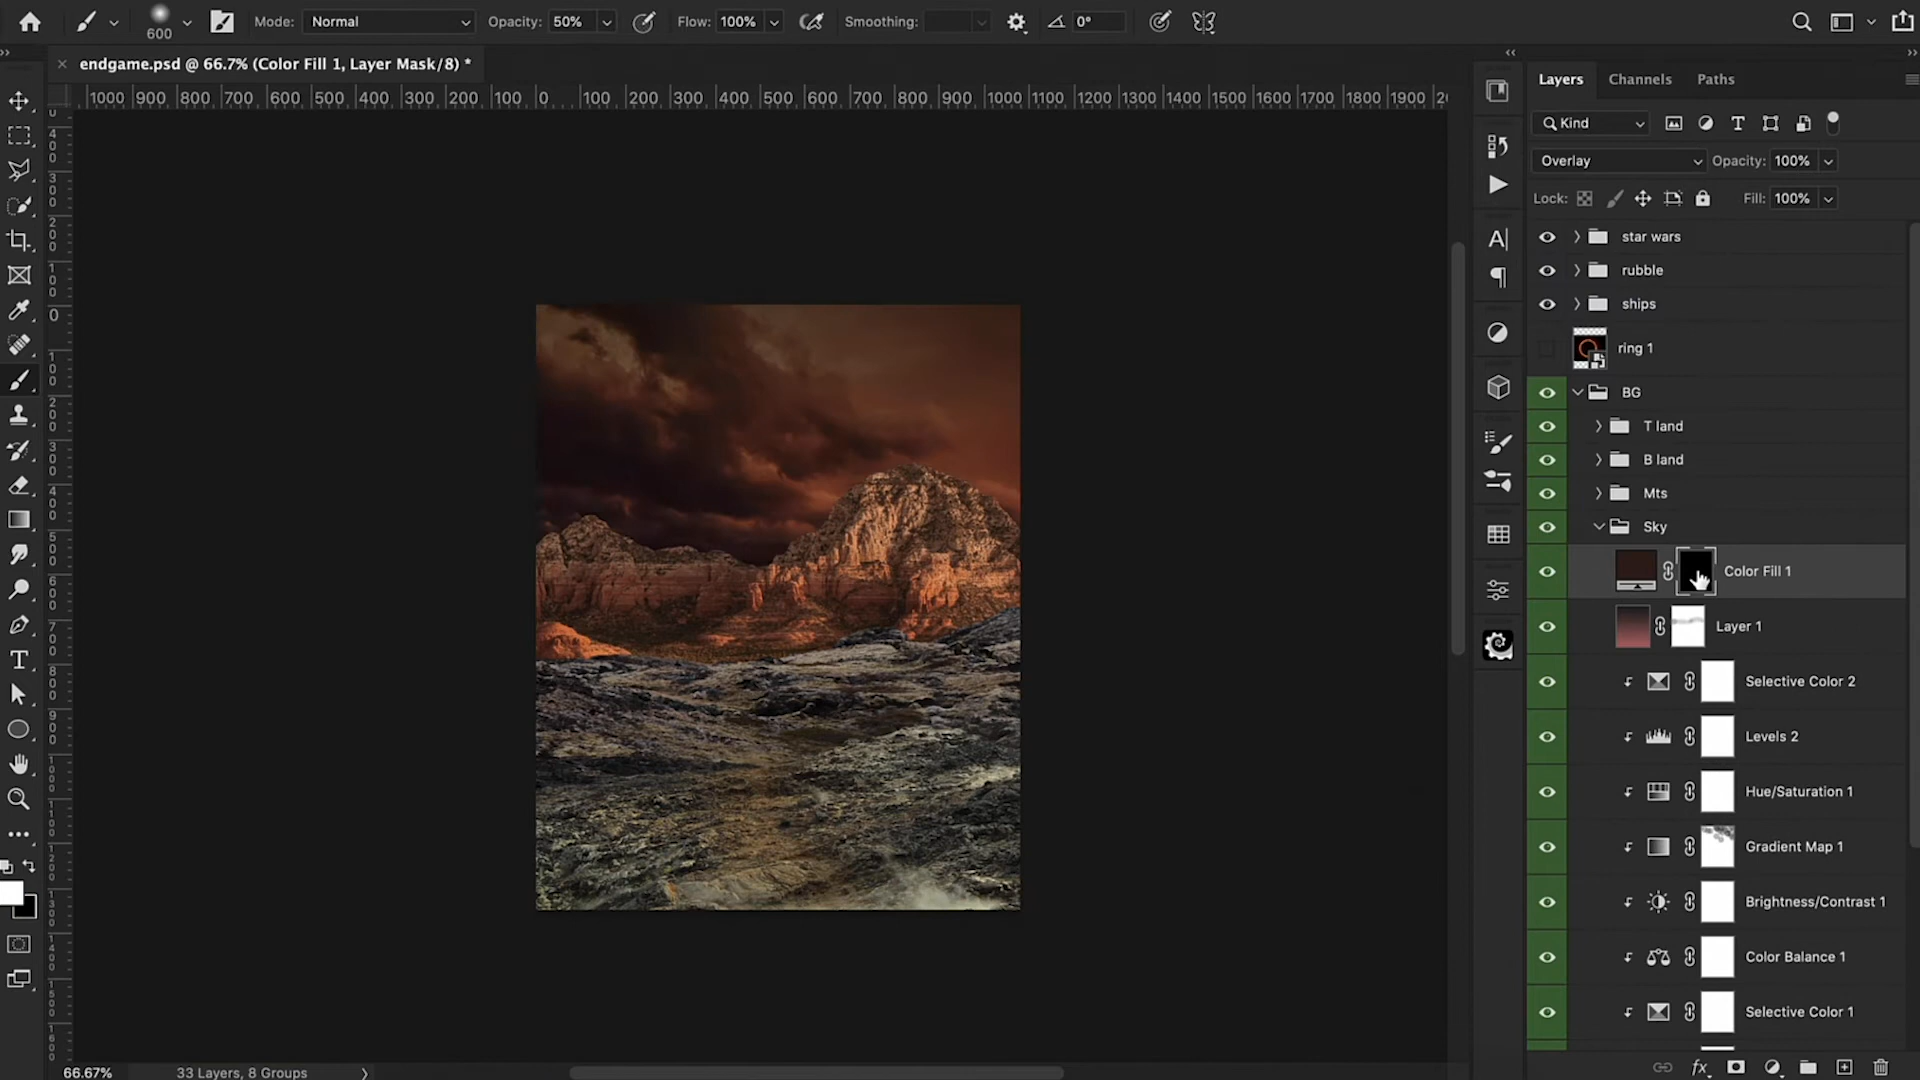 600
Mode: Normal
Opacity: 50%
Flow: 100%
Smoothing:
0°
endgame.psd @ 66.7% (Color Fill 1, Layer Mask/8) *
1000 900 800 700 600 500 400 300 200 100 0 100 200 300 400 500 600 700 800 900 1000 1100 1200 1300 1400 1500 1600 1700 1800 1900
Layers Channels Paths
Kind
Overlay Opacity: 100%
Lock: Fill: 100%
star wars
rubble
ships
ring 1
BG
T land
B land
Mts
Sky
Color Fill 1
Layer 1
Selective Color 2
Levels 2
Hue/Saturation 1
Gradient Map 1
Brightness/Contrast 1
Color Balance 1
Selective Color 1
66.67% 33 Layers, 8 Groups